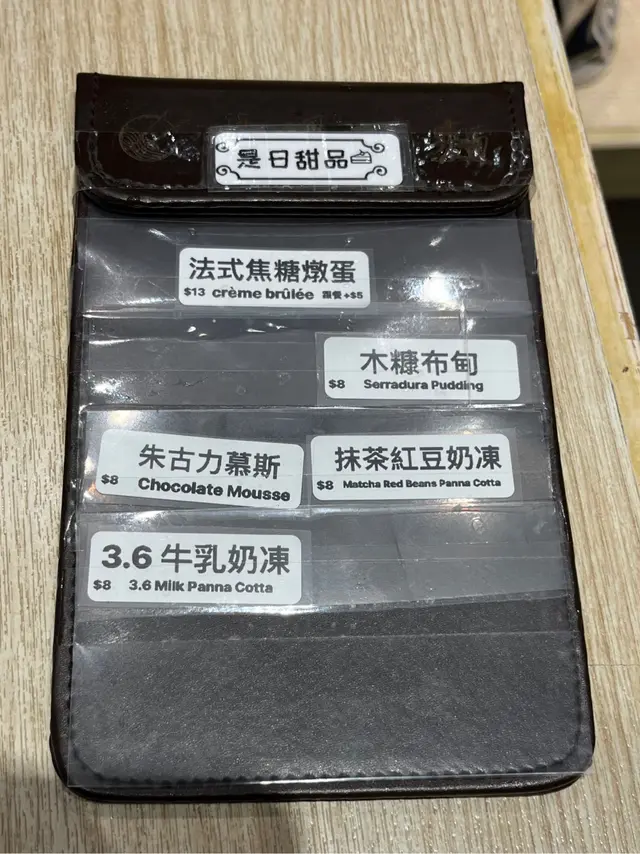 是日甜品
法式焦糖燉蛋
$13 crème brûlée 跟餐+$5
木糠布甸
$8 Serradura Pudding
朱古力慕斯
$8 Chocolate Mousse
抹茶紅豆奶凍
$8 Matcha Red Beans Panna Cotta
3.6 牛乳奶凍
$8 3.6 Milk Panna Cotta